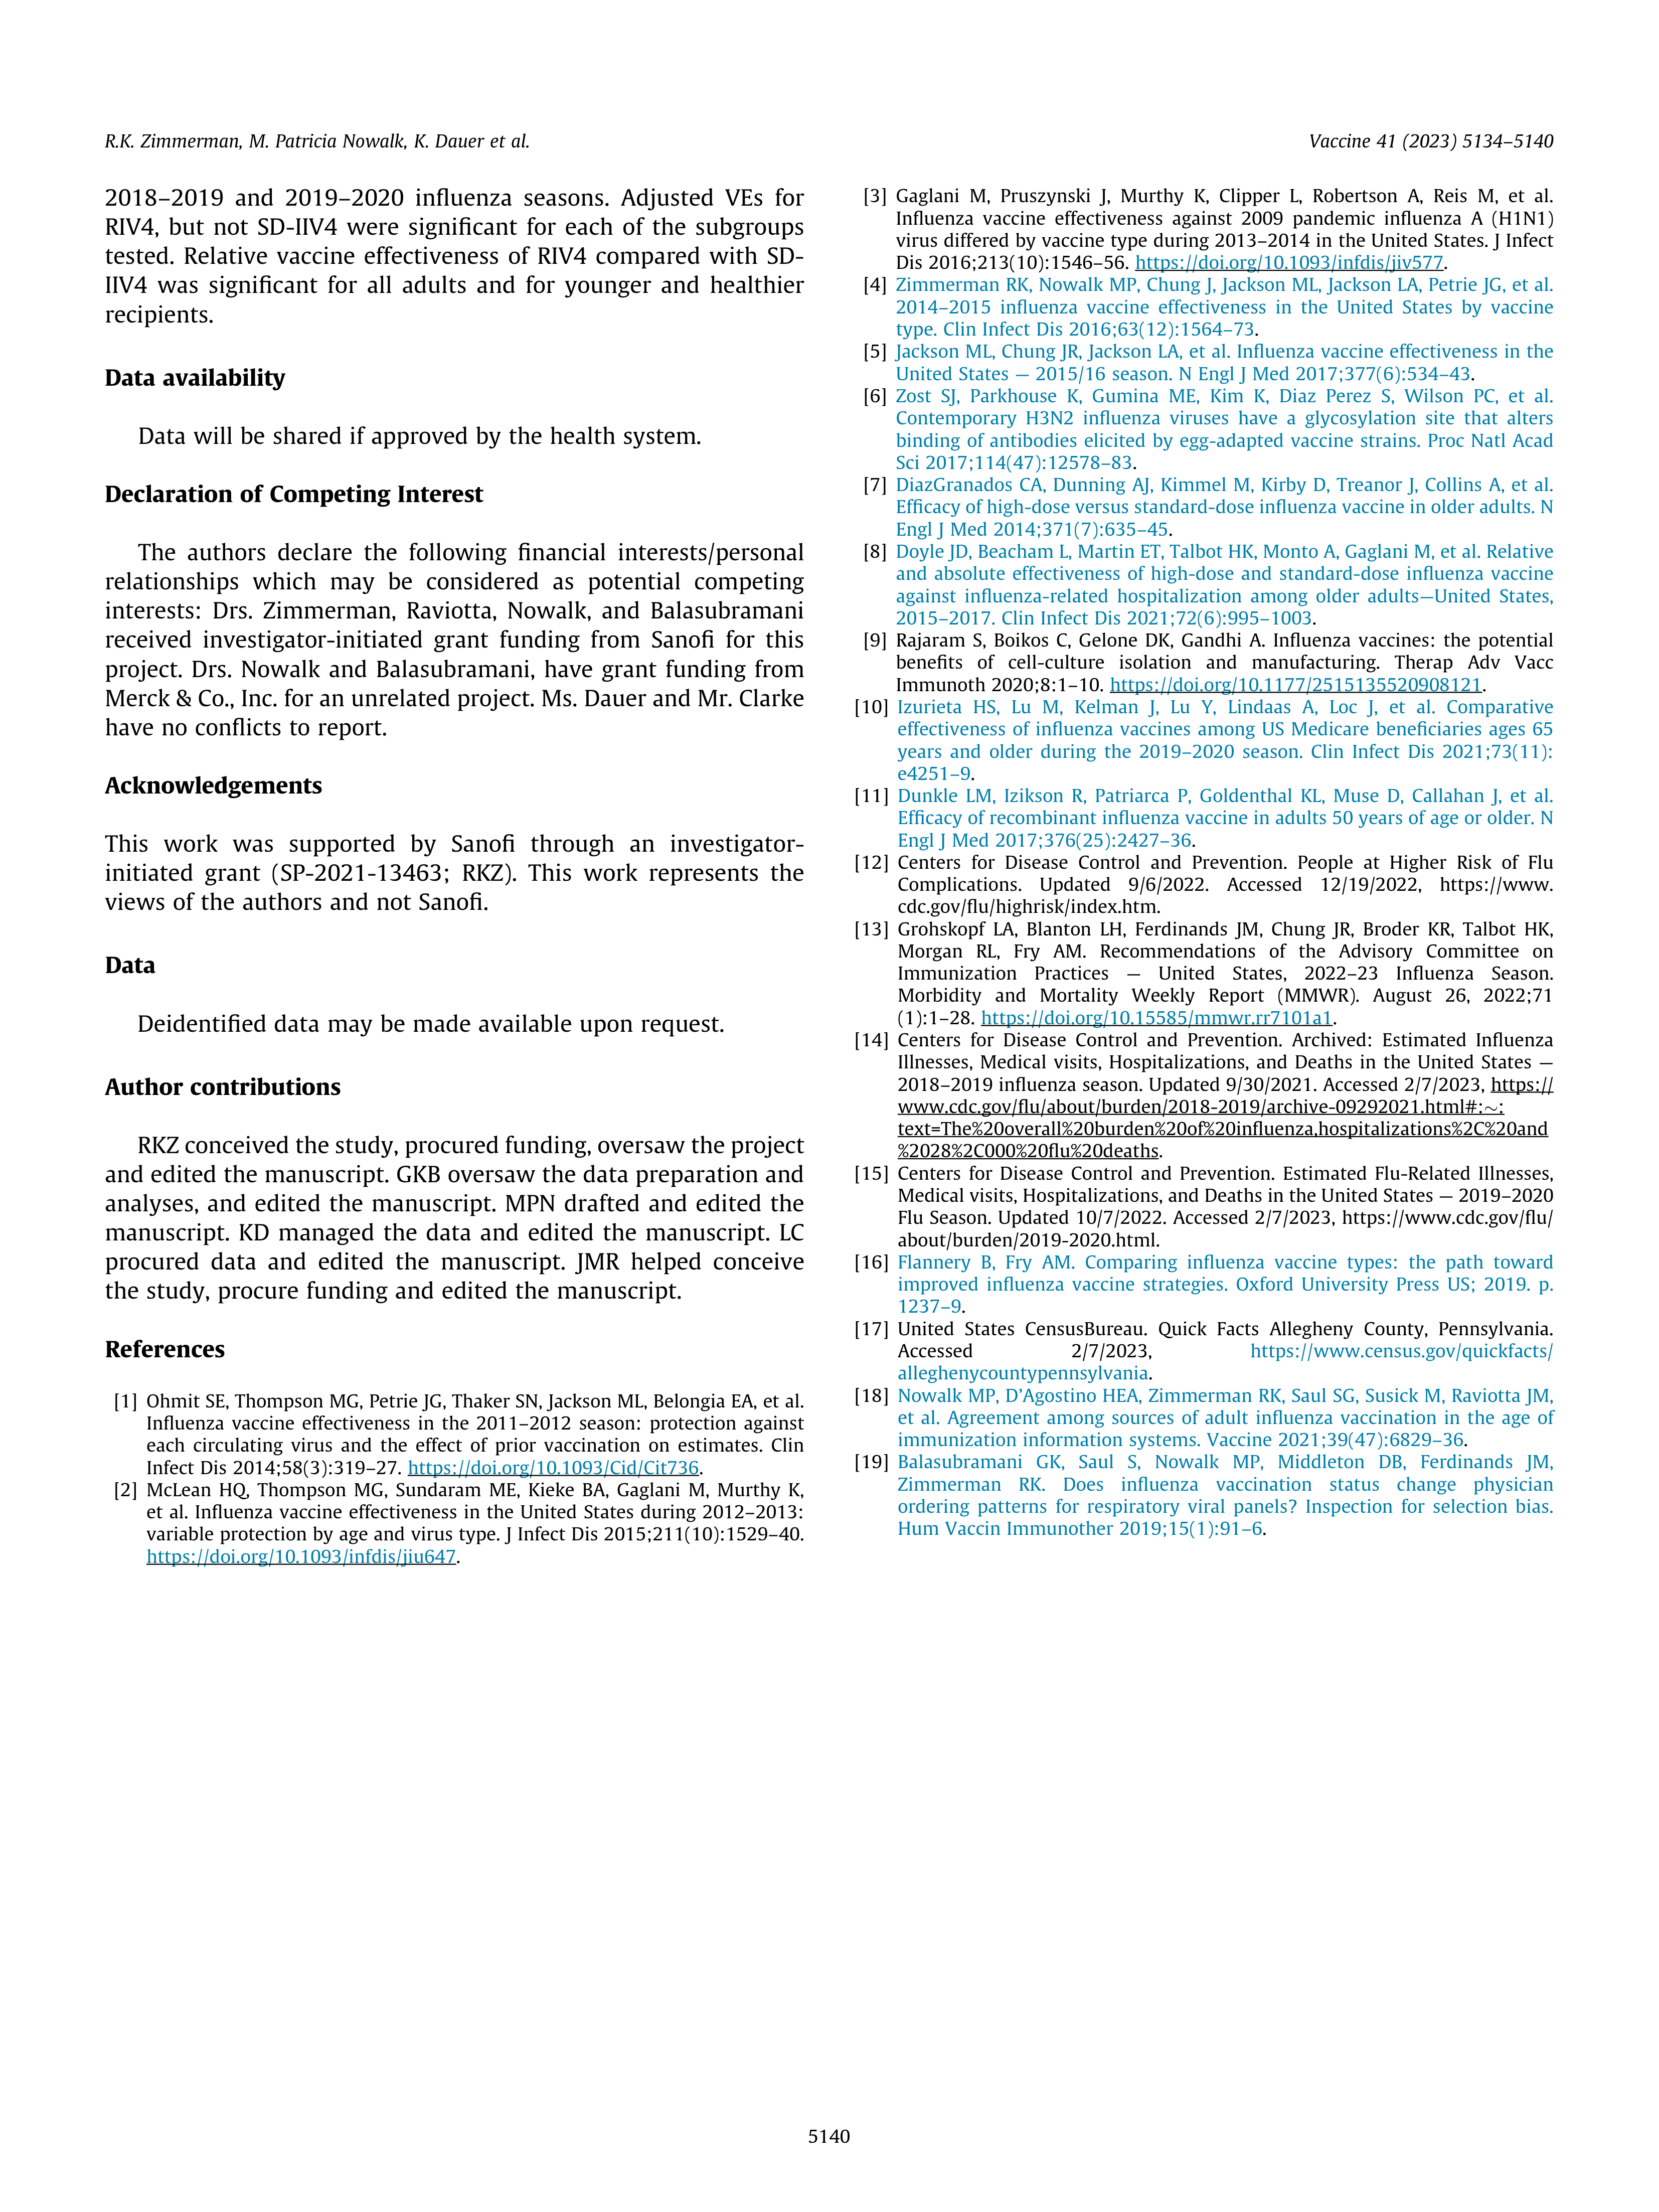 R.K. Zimmerman, M. Patricia Nowalk, K. Dauer et al.
Vaccine 41 (2023) 5134–5140
2018–2019 and 2019–2020 influenza seasons. Adjusted VEs for
RIV4, but not SD-IIV4 were significant for each of the subgroups
tested. Relative vaccine effectiveness of RIV4 compared with SD-
IIV4 was significant for all adults and for younger and healthier
recipients.
Data availability
Data will be shared if approved by the health system.
Declaration of Competing Interest
The authors declare the following financial interests/personal
relationships which may be considered as potential competing
interests: Drs. Zimmerman, Raviotta, Nowalk, and Balasubramani
received investigator-initiated grant funding from Sanofi for this
project. Drs. Nowalk and Balasubramani, have grant funding from
Merck & Co., Inc. for an unrelated project. Ms. Dauer and Mr. Clarke
have no conflicts to report.
Acknowledgements
This work was supported by Sanofi through an investigator-
initiated grant (SP-2021-13463; RKZ). This work represents the
views of the authors and not Sanofi.
Data
Deidentified data may be made available upon request.
Author contributions
RKZ conceived the study, procured funding, oversaw the project
and edited the manuscript. GKB oversaw the data preparation and
analyses, and edited the manuscript. MPN drafted and edited the
manuscript. KD managed the data and edited the manuscript. LC
procured data and edited the manuscript. JMR helped conceive
the study, procure funding and edited the manuscript.
References
[1] Ohmit SE, Thompson MG, Petrie JG, Thaker SN, Jackson ML, Belongia EA, et al.
Influenza vaccine effectiveness in the 2011–2012 season: protection against
each circulating virus and the effect of prior vaccination on estimates. Clin
Infect Dis 2014;58(3):319–27. https://doi.org/10.1093/Cid/Cit736.
[2] McLean HQ, Thompson MG, Sundaram ME, Kieke BA, Gaglani M, Murthy K,
et al. Influenza vaccine effectiveness in the United States during 2012–2013:
variable protection by age and virus type. J Infect Dis 2015;211(10):1529–40.
https://doi.org/10.1093/infdis/jiu647.
[3] Gaglani M, Pruszynski J, Murthy K, Clipper L, Robertson A, Reis M, et al.
Influenza vaccine effectiveness against 2009 pandemic influenza A (H1N1)
virus differed by vaccine type during 2013–2014 in the United States. J Infect
Dis 2016;213(10):1546–56. https://doi.org/10.1093/infdis/jiv577.
[4] Zimmerman RK, Nowalk MP, Chung J, Jackson ML, Jackson LA, Petrie JG, et al.
2014–2015 influenza vaccine effectiveness in the United States by vaccine
type. Clin Infect Dis 2016;63(12):1564–73.
[5] Jackson ML, Chung JR, Jackson LA, et al. Influenza vaccine effectiveness in the
United States — 2015/16 season. N Engl J Med 2017;377(6):534–43.
[6] Zost SJ, Parkhouse K, Gumina ME, Kim K, Diaz Perez S, Wilson PC, et al.
Contemporary H3N2 influenza viruses have a glycosylation site that alters
binding of antibodies elicited by egg-adapted vaccine strains. Proc Natl Acad
Sci 2017;114(47):12578–83.
[7] DiazGranados CA, Dunning AJ, Kimmel M, Kirby D, Treanor J, Collins A, et al.
Efficacy of high-dose versus standard-dose influenza vaccine in older adults. N
Engl J Med 2014;371(7):635–45.
[8] Doyle JD, Beacham L, Martin ET, Talbot HK, Monto A, Gaglani M, et al. Relative
and absolute effectiveness of high-dose and standard-dose influenza vaccine
against influenza-related hospitalization among older adults—United States,
2015–2017. Clin Infect Dis 2021;72(6):995–1003.
[9] Rajaram S, Boikos C, Gelone DK, Gandhi A. Influenza vaccines: the potential
benefits of cell-culture isolation and manufacturing. Therap Adv Vacc
Immunoth 2020;8:1–10. https://doi.org/10.1177/2515135520908121.
[10] Izurieta HS, Lu M, Kelman J, Lu Y, Lindaas A, Loc J, et al. Comparative
effectiveness of influenza vaccines among US Medicare beneficiaries ages 65
years and older during the 2019–2020 season. Clin Infect Dis 2021;73(11):
e4251–9.
[11] Dunkle LM, Izikson R, Patriarca P, Goldenthal KL, Muse D, Callahan J, et al.
Efficacy of recombinant influenza vaccine in adults 50 years of age or older. N
Engl J Med 2017;376(25):2427–36.
[12] Centers for Disease Control and Prevention. People at Higher Risk of Flu
Complications. Updated 9/6/2022. Accessed 12/19/2022, https://www.
cdc.gov/flu/highrisk/index.htm.
[13] Grohskopf LA, Blanton LH, Ferdinands JM, Chung JR, Broder KR, Talbot HK,
Morgan RL, Fry AM. Recommendations of the Advisory Committee on
Immunization Practices — United States, 2022–23 Influenza Season.
Morbidity and Mortality Weekly Report (MMWR). August 26, 2022;71
(1):1–28. https://doi.org/10.15585/mmwr.rr7101a1.
[14] Centers for Disease Control and Prevention. Archived: Estimated Influenza
Illnesses, Medical visits, Hospitalizations, and Deaths in the United States —
2018–2019 influenza season. Updated 9/30/2021. Accessed 2/7/2023, https://
www.cdc.gov/flu/about/burden/2018-2019/archive-09292021.html#:~:
text=The%20overall%20burden%20of%20influenza,hospitalizations%2C%20and
%2028%2C000%20flu%20deaths.
[15] Centers for Disease Control and Prevention. Estimated Flu-Related Illnesses,
Medical visits, Hospitalizations, and Deaths in the United States — 2019–2020
Flu Season. Updated 10/7/2022. Accessed 2/7/2023, https://www.cdc.gov/flu/
about/burden/2019-2020.html.
[16] Flannery B, Fry AM. Comparing influenza vaccine types: the path toward
improved influenza vaccine strategies. Oxford University Press US; 2019. p.
1237–9.
[17] United States CensusBureau. Quick Facts Allegheny County, Pennsylvania.
Accessed 2/7/2023, https://www.census.gov/quickfacts/
alleghenycountypennsylvania.
[18] Nowalk MP, D'Agostino HEA, Zimmerman RK, Saul SG, Susick M, Raviotta JM,
et al. Agreement among sources of adult influenza vaccination in the age of
immunization information systems. Vaccine 2021;39(47):6829–36.
[19] Balasubramani GK, Saul S, Nowalk MP, Middleton DB, Ferdinands JM,
Zimmerman RK. Does influenza vaccination status change physician
ordering patterns for respiratory viral panels? Inspection for selection bias.
Hum Vaccin Immunother 2019;15(1):91–6.
5140